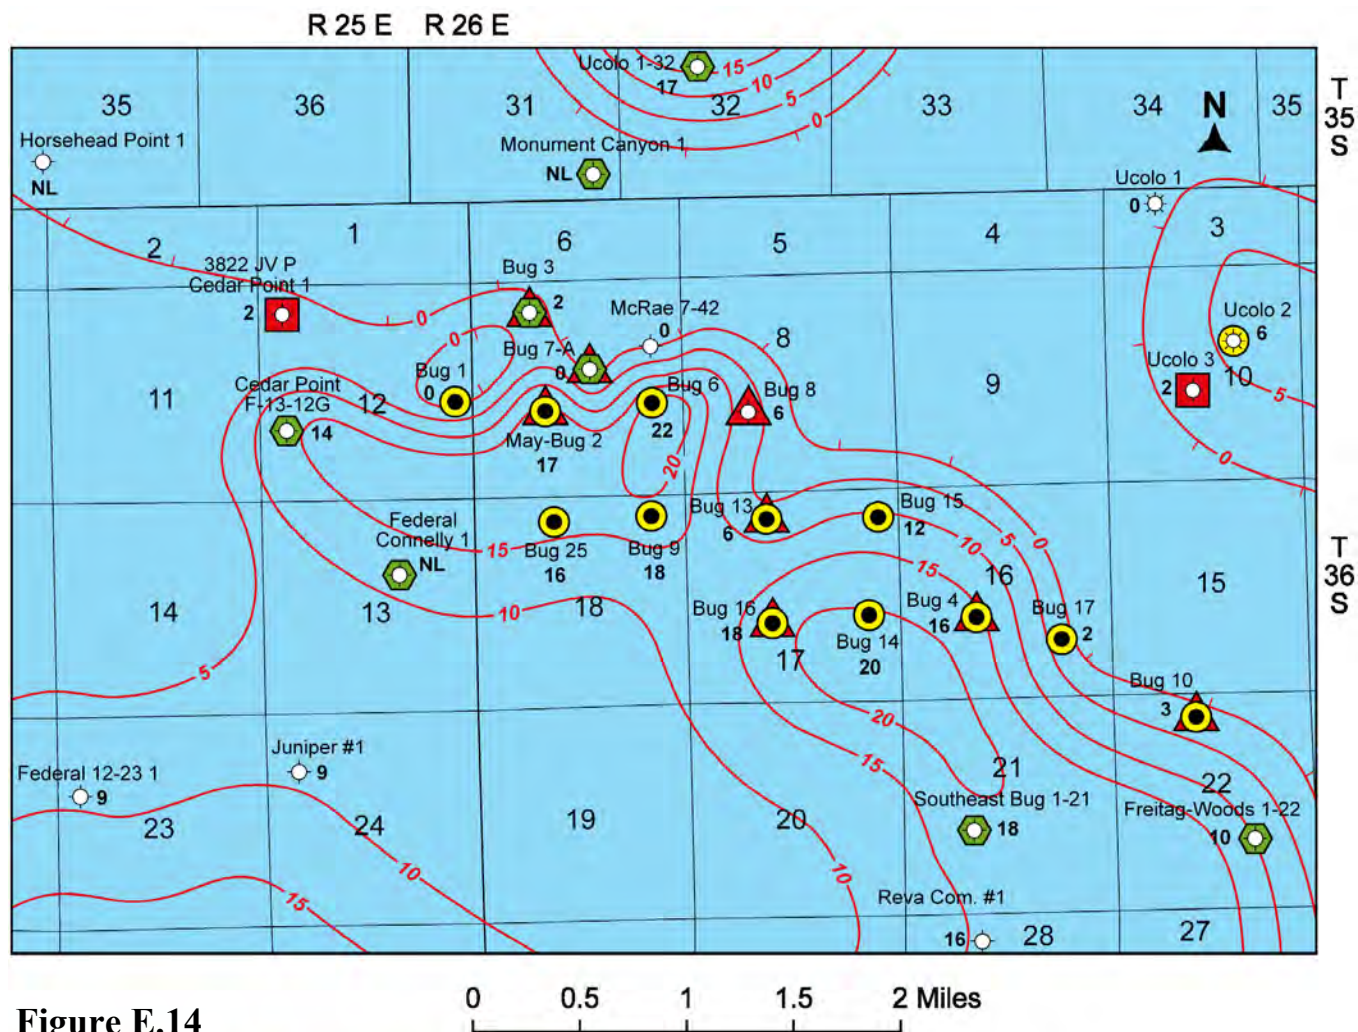 R 25 E R 26 E
Ucolo 1-32
17
15
10
5
0
35
36
31
32
33
34
35
T
35
S
N
Horsehead Point 1
NL
Monument Canyon 1
NL
Ucolo 1
0
2
1
6
5
4
3
3822 JV P
Cedar Point 1
2
0
Bug 3
2
McRae 7-42
0
8
Ucolo 2
6
Bug 7-A
0
0
Bug 1
0
Bug 6
22
Bug 8
6
9
Ucolo 3
2
10
5
11
12
Cedar Point
F-13-12G
14
May-Bug 2
17
20
0
Federal
Connelly 1
NL
15
Bug 25
16
Bug 9
18
Bug 13
6
Bug 15
12
10
5
0
T
36
S
14
13
10
18
15
16
15
Bug 16
18
17
Bug 14
20
Bug 4
16
Bug 17
2
5
Bug 10
3
20
15
Juniper #1
9
Federal 12-23 1
9
21
22
23
24
19
20
Southeast Bug 1-21
18
Freitag-Woods 1-22
10
10
10
15
Reva Com. #1
16
28
27
0 0.5 1 1.5 2 Miles
Figure E.14